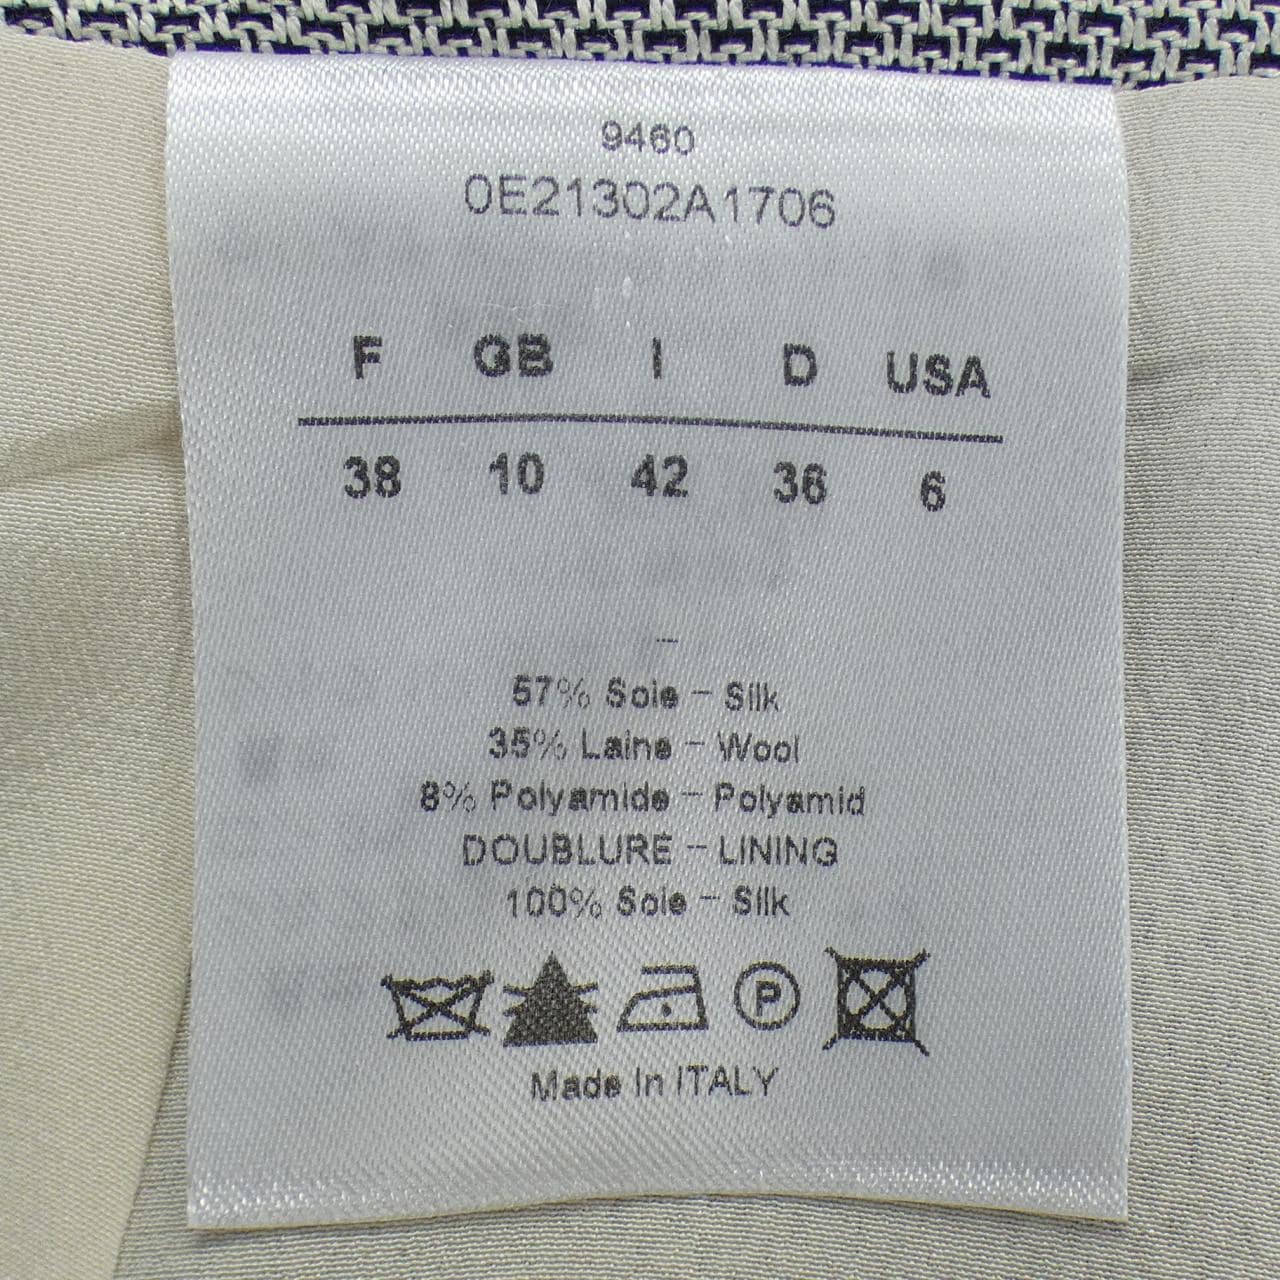 9460
0E21302A1706
F GB I D USA
38 10 42 36 6
–
57% Soie – Silk
35% Laine – Wool
8% Polyamide – Polyamid
DOUBLURE – LINING
100% Soie – Silk
P
Made In ITALY